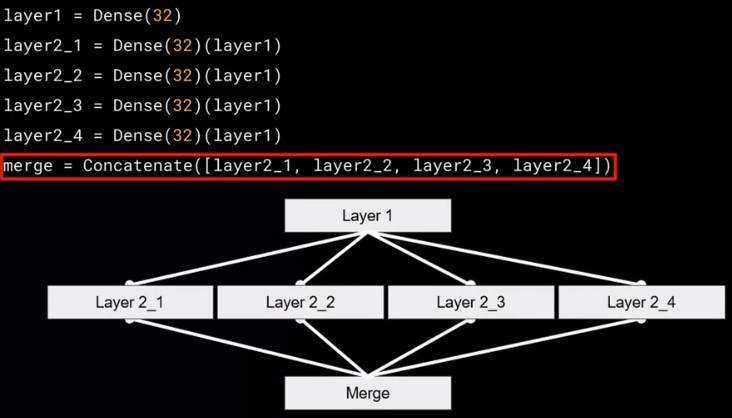 layer1 = Dense(32)
layer2_1 = Dense(32)(layer1)
layer2_2 = Dense(32)(layer1)
layer2_3 = Dense(32)(layer1)
layer2_4 = Dense(32)(layer1)
merge = Concatenate([layer2_1, layer2_2, layer2_3, layer2_4])
Layer 1
Layer 2_1 Layer 2_2 Layer 2_3 Layer 2_4
Merge